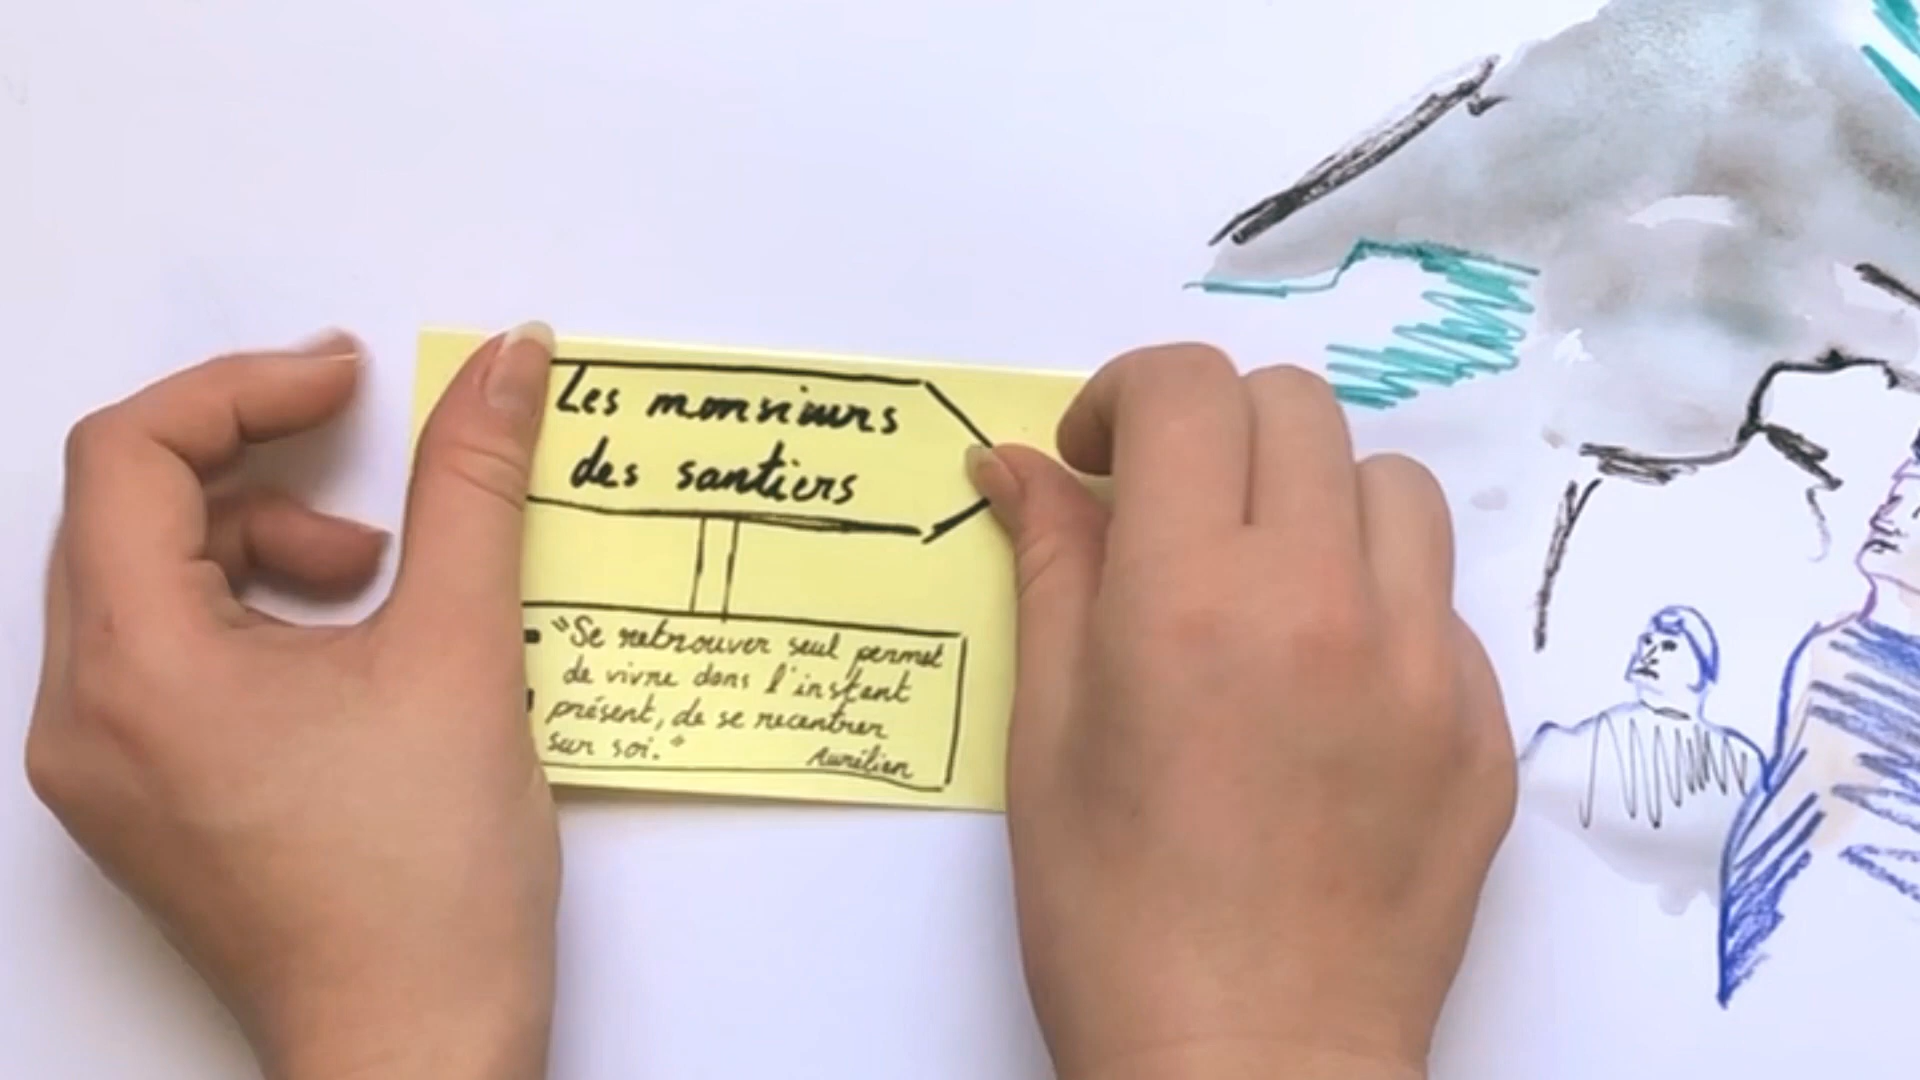 Les monsieurs
des santiers
"Se retrouver seul permet
de vivre dans l'instant
présent, de se recentrer
sur soi."
Aurélien